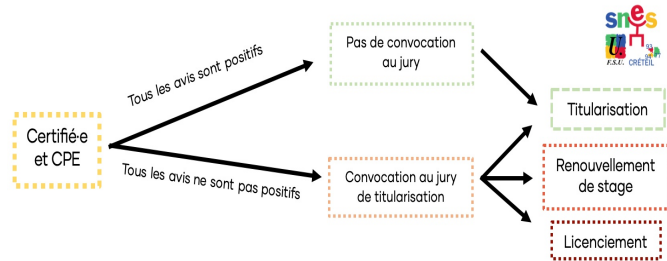 snes
F.S.U. CRÉTEIL
Tous les avis sont positifs
Pas de convocation
au jury
Certifié·e
et CPE
Tous les avis ne sont pas positifs
Convocation au jury
de titularisation
Titularisation
Renouvellement
de stage
Licenciement